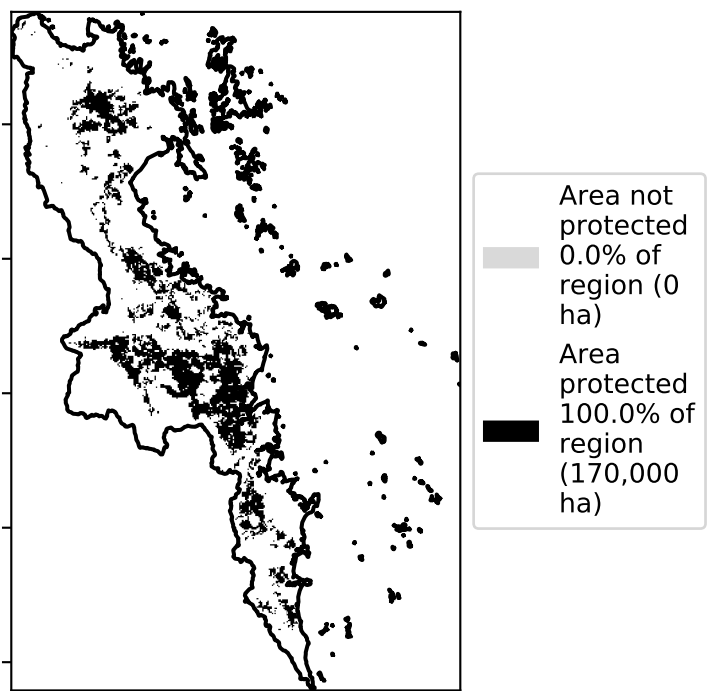 Area not
protected
0.0% of
region (0
ha)
Area
protected
100.0% of
region
(170,000
ha)